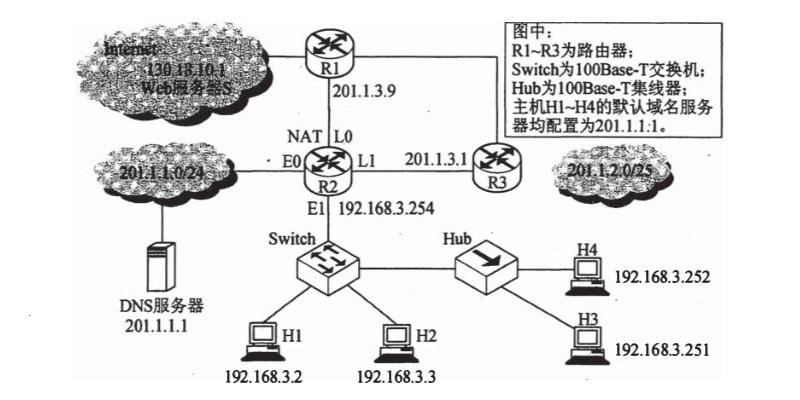 图中:
R1~R3为路由器;
Switch为100Base-T交换机;
Hub为100Base-T集线器;
主机H1~H4的默认域名服务
器均配置为201.1.1.1。
Internet
130.18.10.1
Web服务器S
R1
201.1.3.9
NAT
L0
E0
L1
201.1.3.1
R2
R3
201.1.1.0/24
201.1.2.0/25
E1
192.168.3.254
Switch
Hub
H4
192.168.3.252
DNS服务器
201.1.1.1
H1
H2
H3
192.168.3.251
192.168.3.2
192.168.3.3